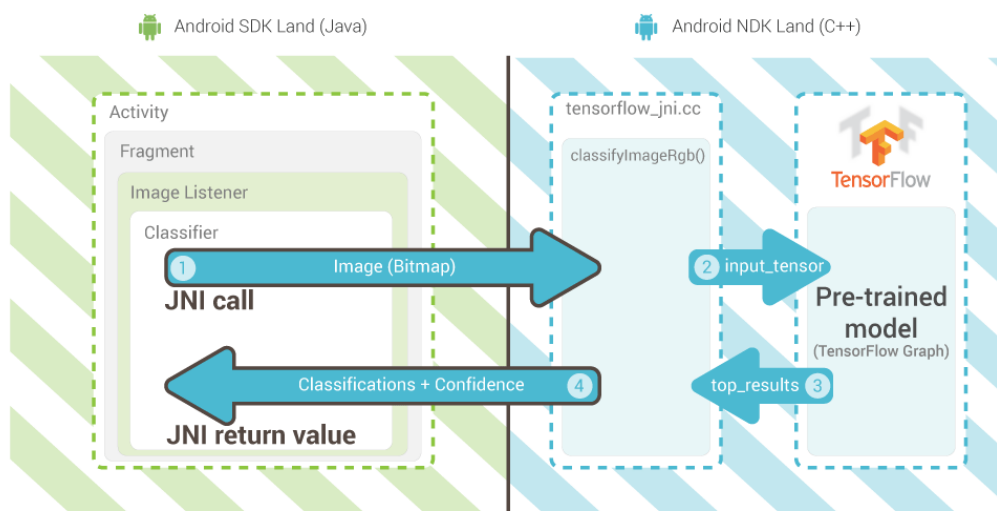 Android SDK Land (Java)
Android NDK Land (C++)
Activity
Fragment
Image Listener
Classifier
1 Image (Bitmap)
JNI call
Classifications + Confidence 4
JNI return value
tensorflow_jni.cc
classifyImageRgb()
2 input_tensor
top_results 3
TensorFlow
Pre-trained
model
(TensorFlow Graph)